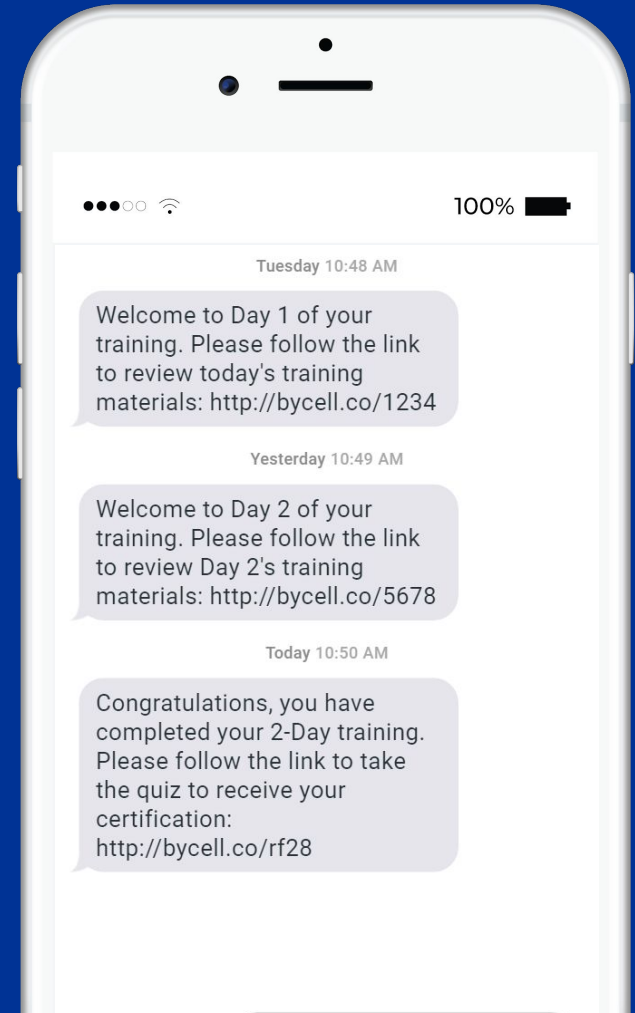 100%
Tuesday 10:48 AM
Welcome to Day 1 of your
training. Please follow the link
to review today's training
materials: http://bycell.co/1234
Yesterday 10:49 AM
Welcome to Day 2 of your
training. Please follow the link
to review Day 2's training
materials: http://bycell.co/5678
Today 10:50 AM
Congratulations, you have
completed your 2-Day training.
Please follow the link to take
the quiz to receive your
certification:
http://bycell.co/rf28